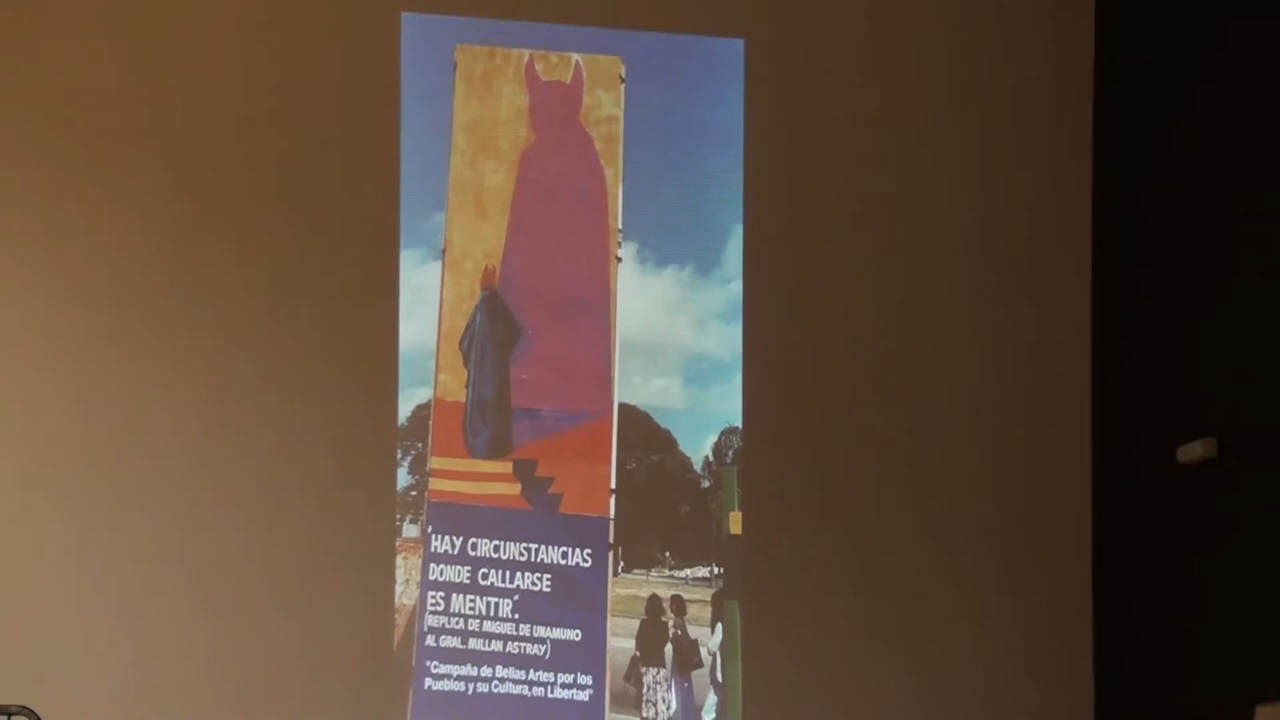 "HAY CIRCUNSTANCIAS
DONDE CALLARSE
ES MENTIR".
(REPLICA DE MIGUEL DE UNAMUNO
AL GRAL. MILLAN ASTRAY)
"Campaña de Bellas Artes por los
Pueblos y su Cultura, en Libertad"